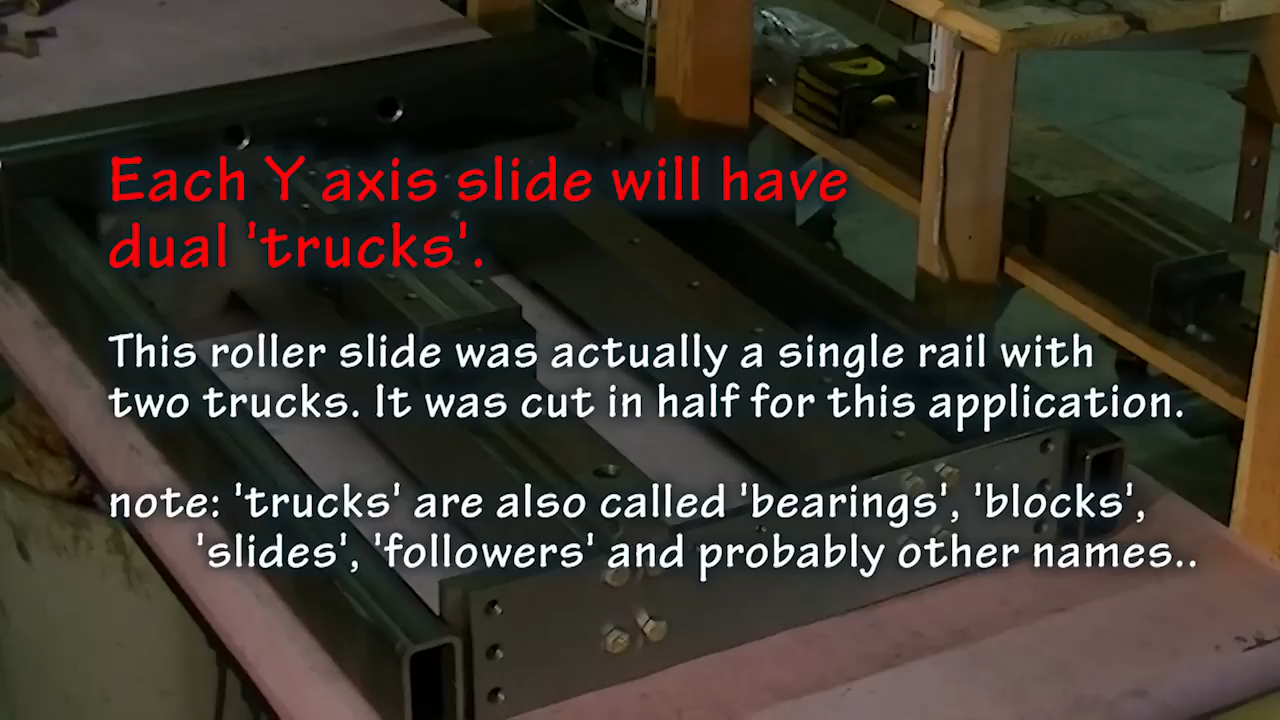 Each Y axis slide will have
dual 'trucks'.
This roller slide was actually a single rail with
two trucks. It was cut in half for this application.
note: 'trucks' are also called 'bearings', 'blocks',
'slides', 'followers' and probably other names..